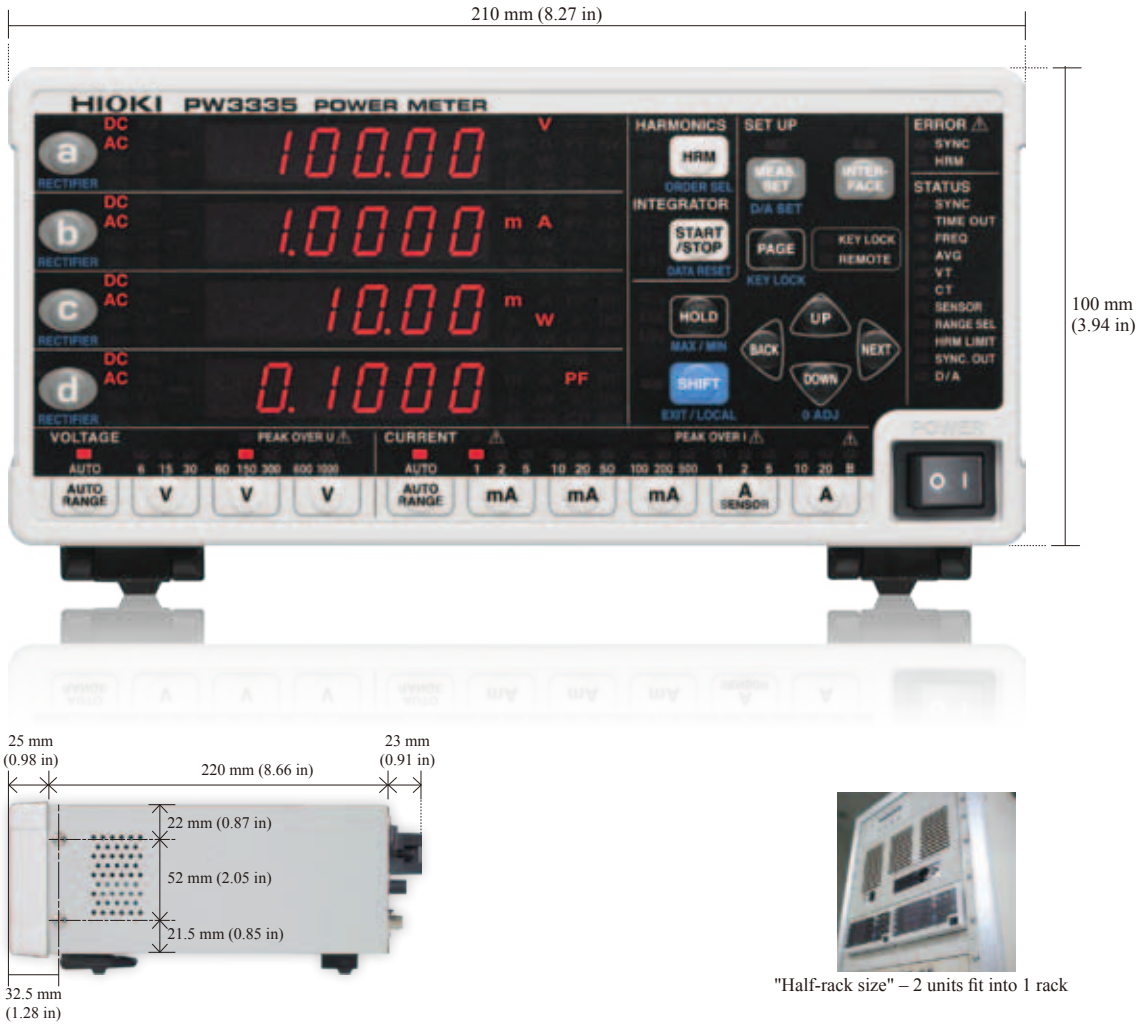 210 mm (8.27 in)
HIOKI PW3335 POWER METER
a
DC
AC
RECTIFIER
100.00
V
b
DC
AC
RECTIFIER
1.0000
m A
c
DC
AC
RECTIFIER
10.00
m
W
d
DC
AC
RECTIFIER
0.1000
PF
HARMONICS
HRM
ORDER SEL
INTEGRATOR
START
/STOP
DATA RESET
HOLD
MAX / MIN
SHIFT
EXIT / LOCAL
SET UP
MEAS.
SET
D/A SET
INTER-
FACE
PAGE
KEY LOCK
KEY LOCK
REMOTE
UP
BACK
NEXT
DOWN
0 ADJ
ERROR
SYNC
HRM
STATUS
SYNC
TIME OUT
FREQ
AVG
VT
CT
SENSOR
RANGE SEL
HRM LIMIT
SYNC. OUT
D/A
VOLTAGE
PEAK OVER U
AUTO
6 15 30
60 150 300
600 1000
AUTO
RANGE
V
V
V
CURRENT
PEAK OVER I
AUTO
1 2 5
10 20 50
100 200 500
1 2 5
10 20
AUTO
RANGE
mA
mA
mA
A
SENSOR
A
POWER
O I
100 mm
(3.94 in)
25 mm
(0.98 in)
220 mm (8.66 in)
23 mm
(0.91 in)
22 mm (0.87 in)
52 mm (2.05 in)
21.5 mm (0.85 in)
32.5 mm
(1.28 in)
"Half-rack size" – 2 units fit into 1 rack